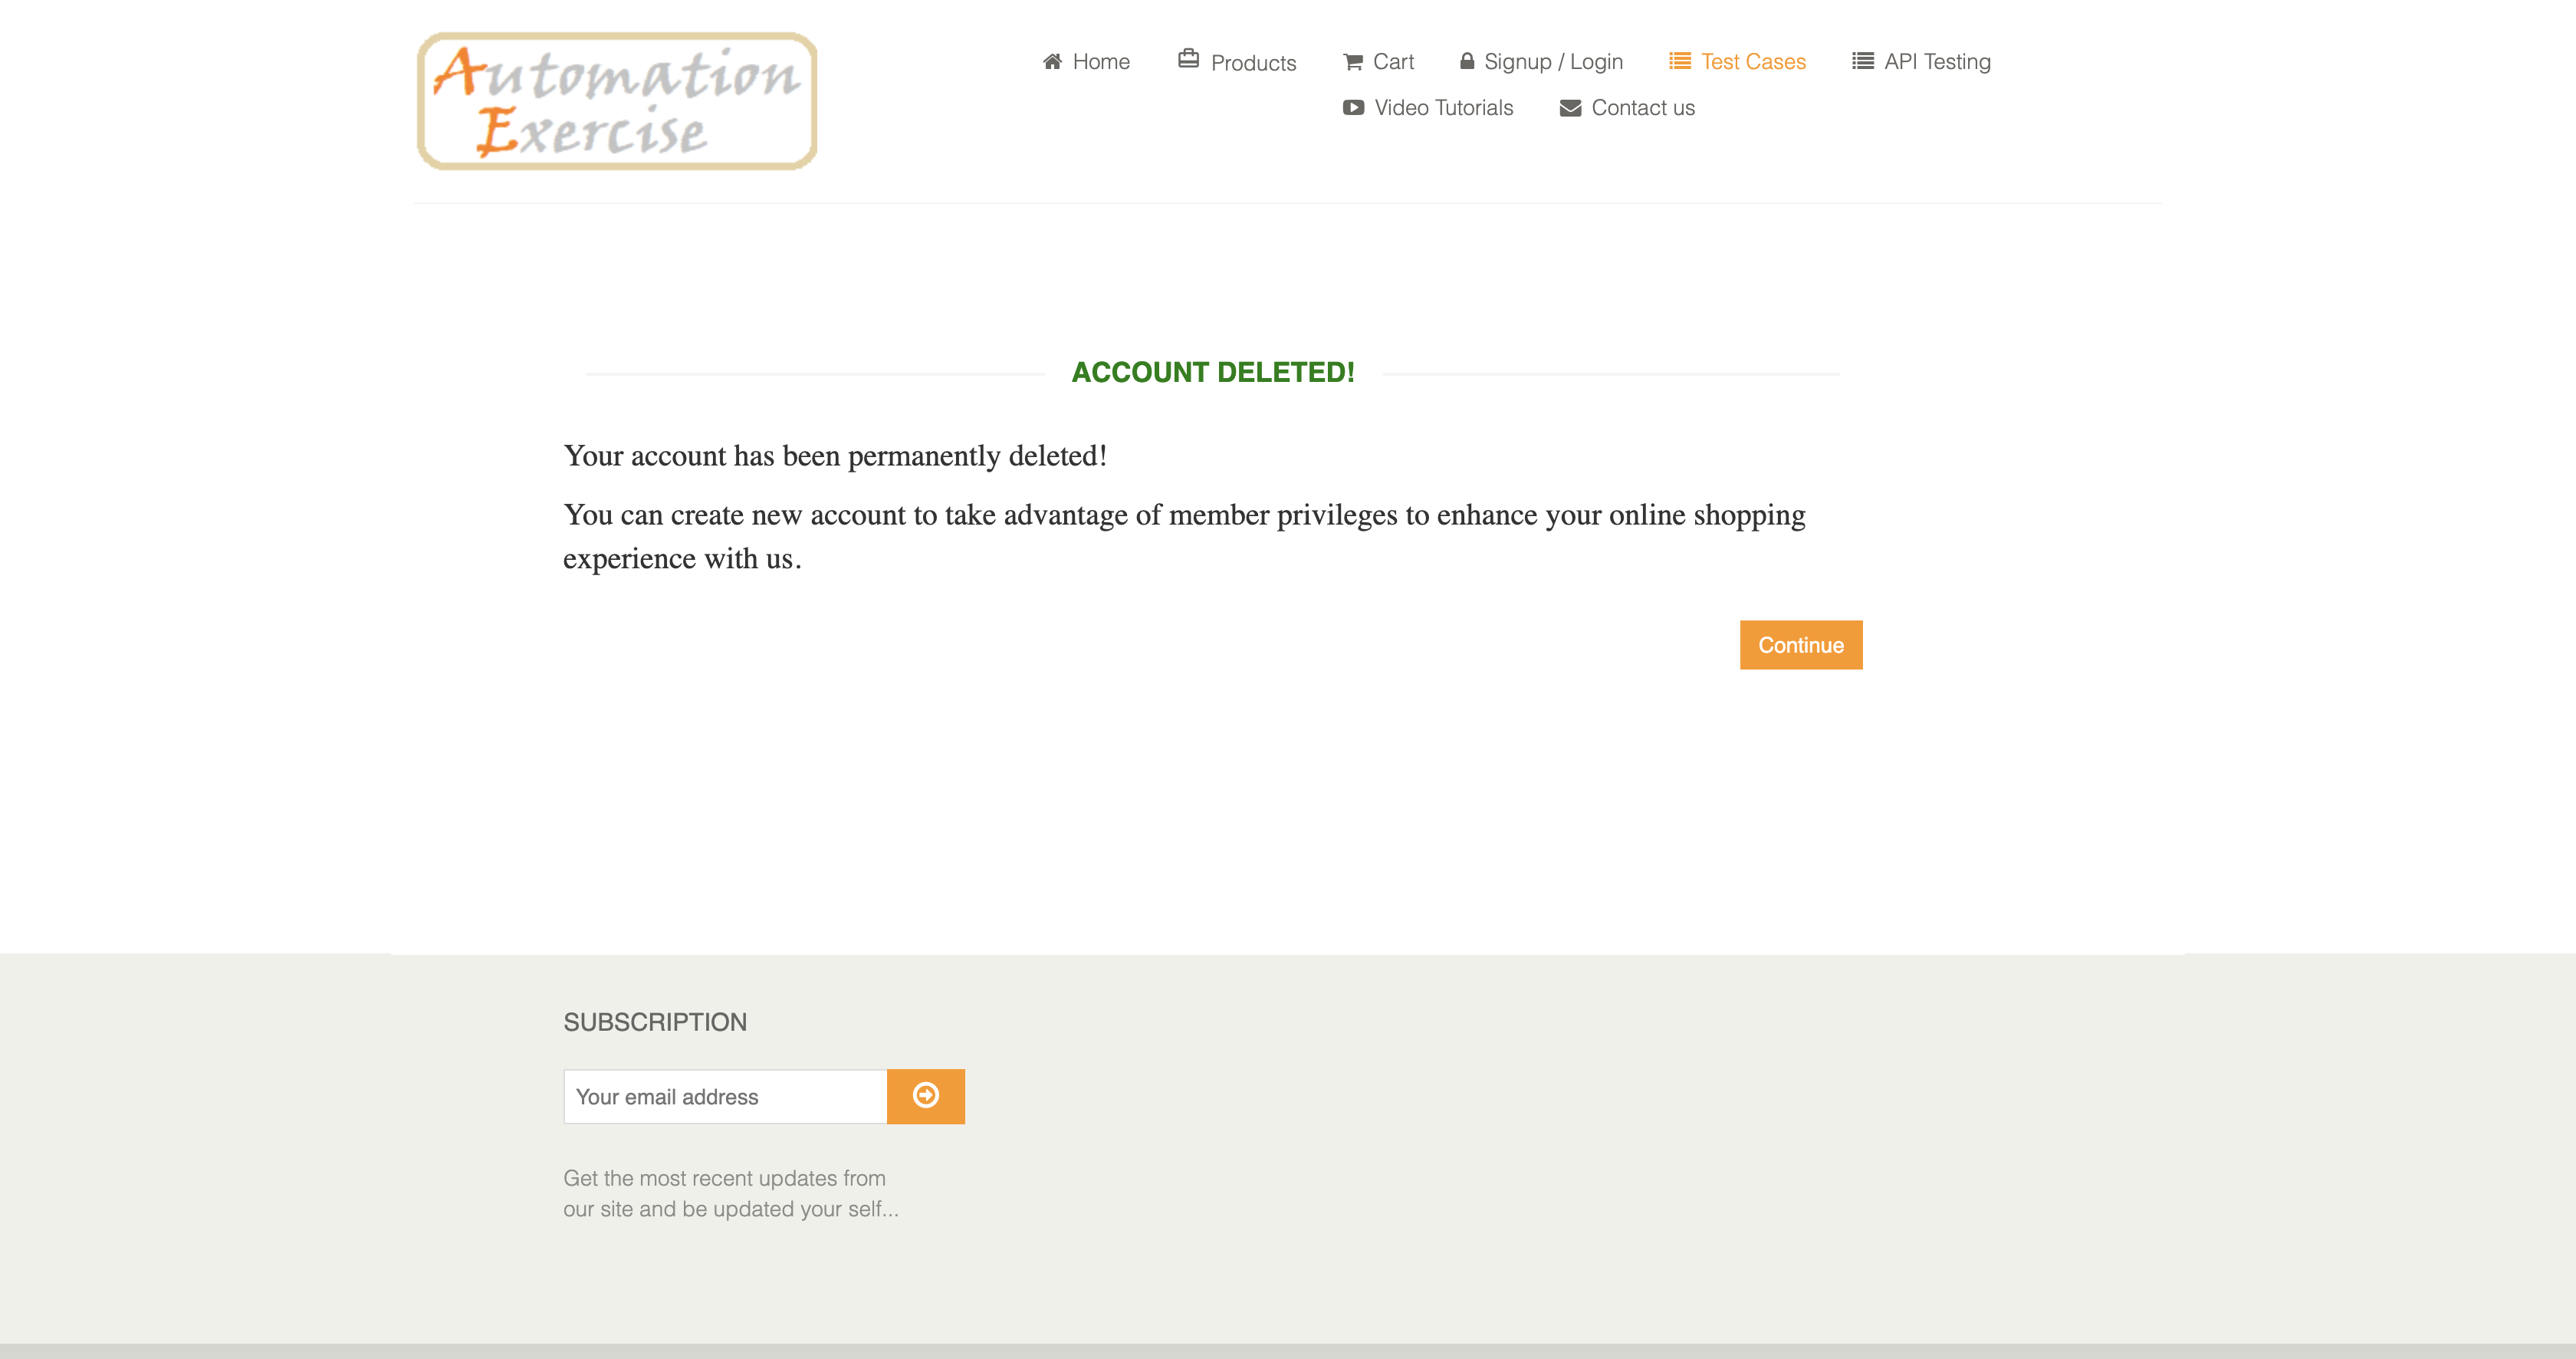 Automation
Exercise
Home
Products
Cart
Signup / Login
Test Cases
API Testing
Video Tutorials
Contact us
ACCOUNT DELETED!
Your account has been permanently deleted!
You can create new account to take advantage of member privileges to enhance your online shopping
experience with us.
Continue
SUBSCRIPTION
Your email address
Get the most recent updates from
our site and be updated your self...